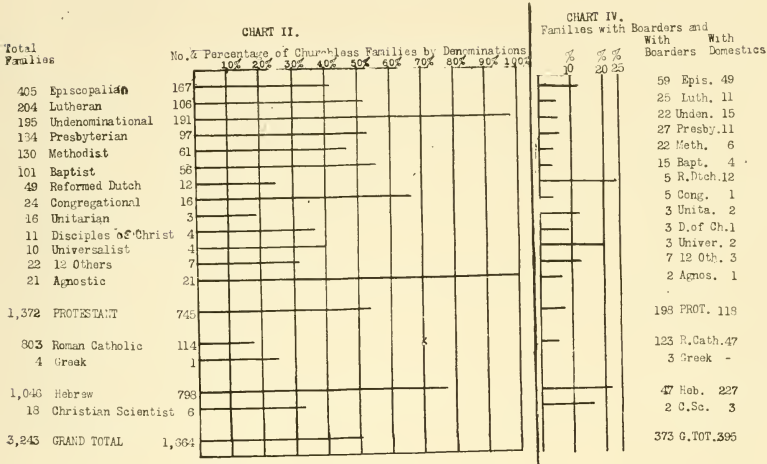 CHART II.
Total Families
No.& Percentage of Churchless Families by Denominations
10% 20% 30% 40% 50% 60% 70% 80% 90% 100%
405 Episcopalian 167
204 Lutheran 106
195 Undenominational 191
184 Presbyterian 97
130 Methodist 61
101 Baptist 56
49 Reformed Dutch 12
24 Congregational 16
16 Unitarian 3
11 Disciples of Christ 4
10 Universalist 4
22 12 Others 7
21 Agnostic 21
1,372 PROTESTANT 745
803 Roman Catholic 114
4 Greek 1
1,046 Hebrew 798
18 Christian Scientist 6
3,243 GRAND TOTAL 1,664
CHART IV.
Families with Boarders and
With Boarders
With Domestics
% % %
10 20 25
59 Epis. 49
25 Luth. 11
22 Unden. 15
27 Presby.11
22 Meth. 6
15 Bapt. 4
5 R.Dtch.12
5 Cong. 1
3 Unita. 2
3 D.of Ch.1
3 Univer. 2
7 12 Oth. 3
2 Agnos. 1
198 PROT. 118
123 R.Cath.47
3 Greek -
47 Heb. 227
2 C.Sc. 3
373 G.TOT.395